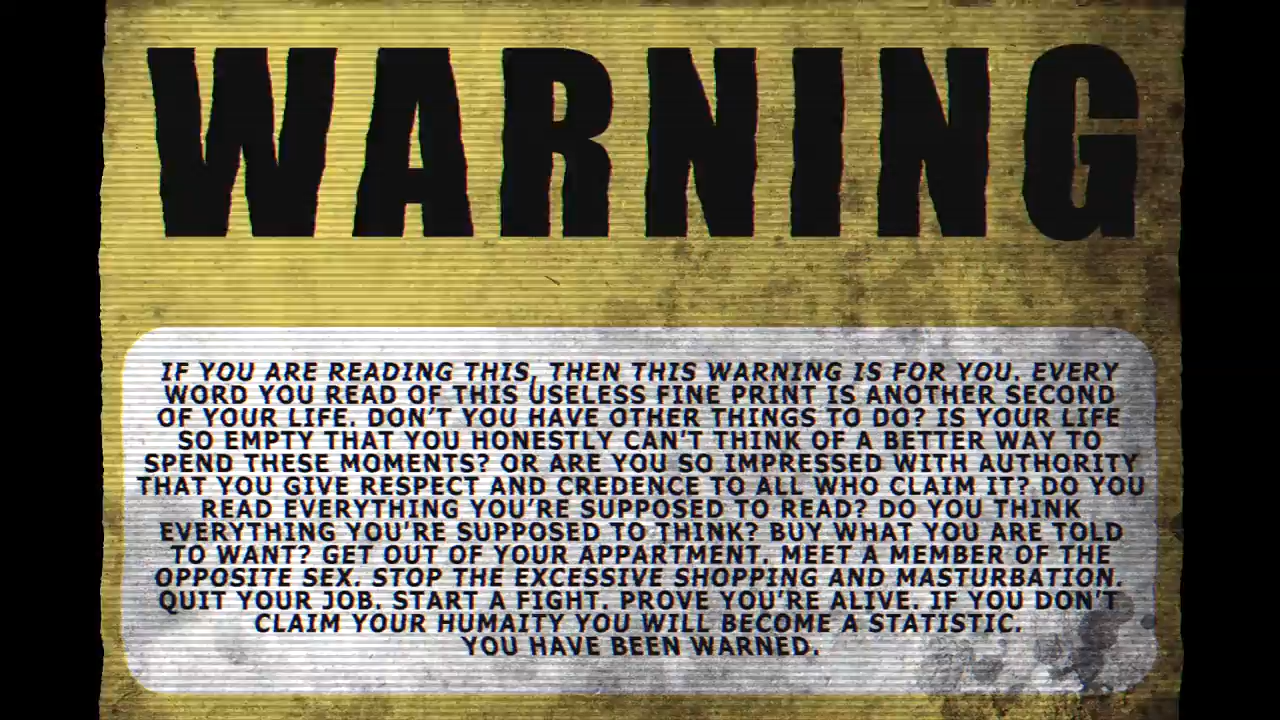 WARNING
IF YOU ARE READING THIS, THEN THIS WARNING IS FOR YOU. EVERY
WORD YOU READ OF THIS USELESS FINE PRINT IS ANOTHER SECOND
OF YOUR LIFE. DON'T YOU HAVE OTHER THINGS TO DO? IS YOUR LIFE
SO EMPTY THAT YOU HONESTLY CAN'T THINK OF A BETTER WAY TO
SPEND THESE MOMENTS? OR ARE YOU SO IMPRESSED WITH AUTHORITY
THAT YOU GIVE RESPECT AND CREDENCE TO ALL WHO CLAIM IT? DO YOU
READ EVERYTHING YOU'RE SUPPOSED TO READ? DO YOU THINK
EVERYTHING YOU'RE SUPPOSED TO THINK? BUY WHAT YOU ARE TOLD
TO WANT? GET OUT OF YOUR APPARTMENT. MEET A MEMBER OF THE
OPPOSITE SEX. STOP THE EXCESSIVE SHOPPING AND MASTURBATION.
QUIT YOUR JOB. START A FIGHT. PROVE YOU'RE ALIVE. IF YOU DON'T
CLAIM YOUR HUMAITY YOU WILL BECOME A STATISTIC.
YOU HAVE BEEN WARNED.